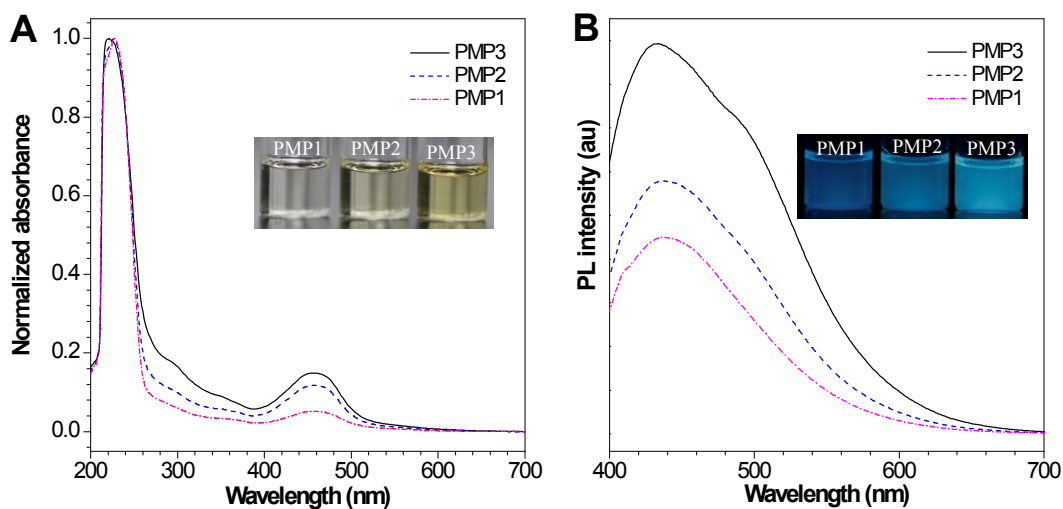 A
PMP3
PMP2
PMP1
PMP1 PMP2 PMP3
Normalized absorbance
1.0
0.8
0.6
0.4
0.2
0.0
200 300 400 500 600 700
Wavelength (nm)
B
PMP3
PMP2
PMP1
PMP1 PMP2 PMP3
PL intensity (au)
400 500 600 700
Wavelength (nm)